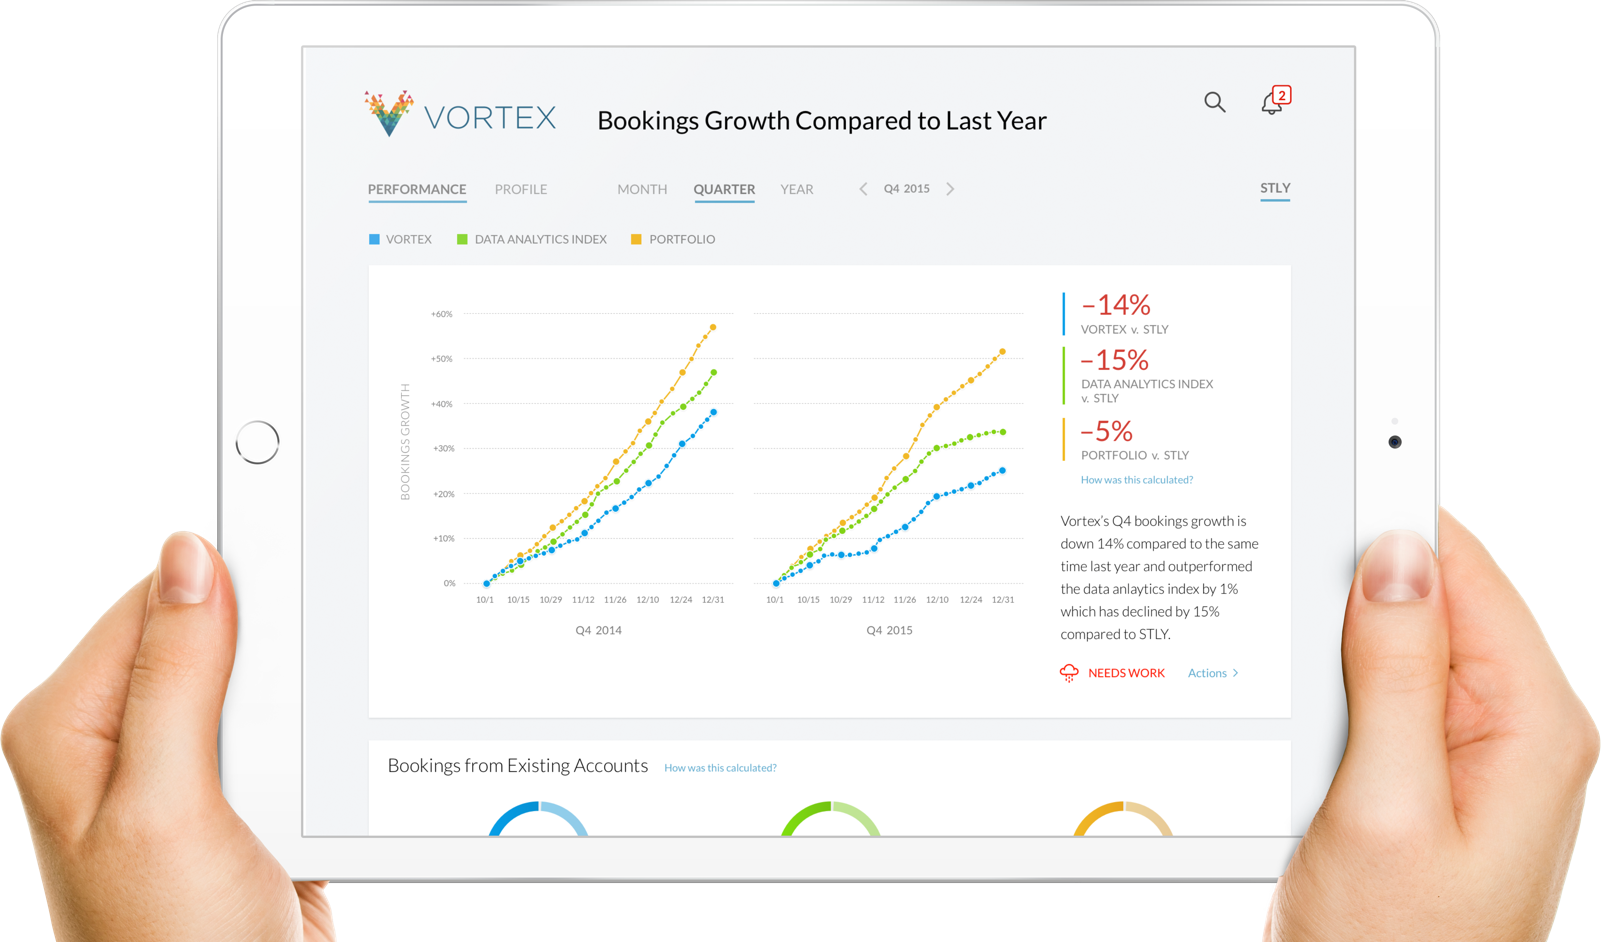 VORTEX
Bookings Growth Compared to Last Year
2
PERFORMANCE
PROFILE
MONTH
QUARTER
YEAR
Q4 2015
STLY
VORTEX
DATA ANALYTICS INDEX
PORTFOLIO
BOOKINGS GROWTH
+60%
+50%
+40%
+30%
+20%
+10%
0%
10/1 10/15 10/29 11/12 11/26 12/10 12/24 12/31
Q4 2014
10/1 10/15 10/29 11/12 11/26 12/10 12/24 12/31
Q4 2015
–14%
VORTEX v. STLY
–15%
DATA ANALYTICS INDEX
v. STLY
–5%
PORTFOLIO v. STLY
How was this calculated?
Vortex’s Q4 bookings growth is
down 14% compared to the same
time last year and outperformed
the data anlaytics index by 1%
which has declined by 15%
compared to STLY.
NEEDS WORK
Actions >
Bookings from Existing Accounts
How was this calculated?